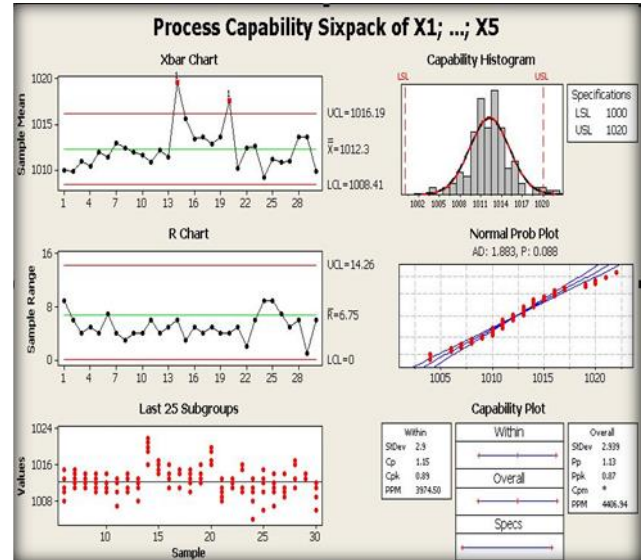 Process Capability Sixpack of X1; ...; X5
Xbar Chart
Sample Mean
1020
1015
1010
1 4 7 10 13 16 19 22 25 28
1
1
UCL=1016.19
X=1012.3
LCL=1008.41
Capability Histogram
LSL USL
1002 1005 1008 1011 1014 1017 1020
Specifications
LSL 1000
USL 1020
R Chart
Sample Range
16
8
0
1 4 7 10 13 16 19 22 25 28
UCL=14.26
R=6.75
LCL=0
Normal Prob Plot
AD: 1.883, P: 0.088
1005 1010 1015 1020
Last 25 Subgroups
Values
1024
1016
1008
5 10 15 20 25 30
Sample
Capability Plot
Within
StDev 2.9
Cp 1.15
Cpk 0.89
PPM 3974.50
Within
Overall
Specs
Overall
StDev 2.939
Pp 1.13
Ppk 0.87
Cpm *
PPM 4406.94